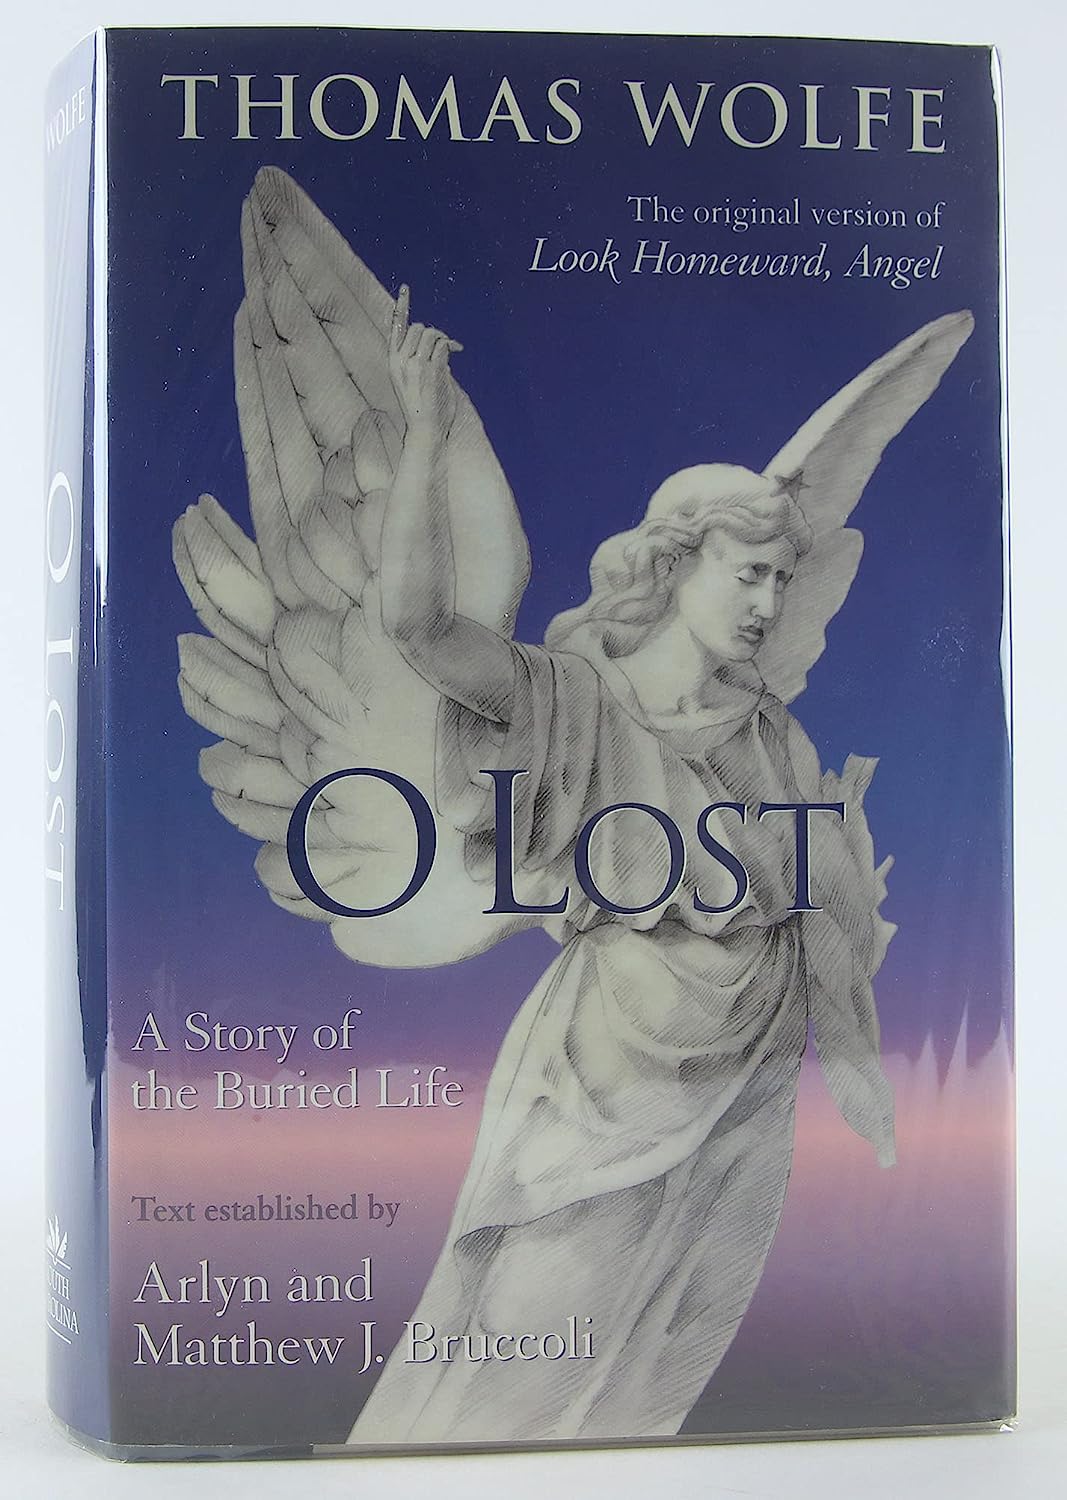 THOMAS WOLFE
The original version of
Look Homeward, Angel
O LOST
A Story of
the Buried Life
Text established by
Arlyn and
Matthew J. Bruccoli
WOLFE
O LOST